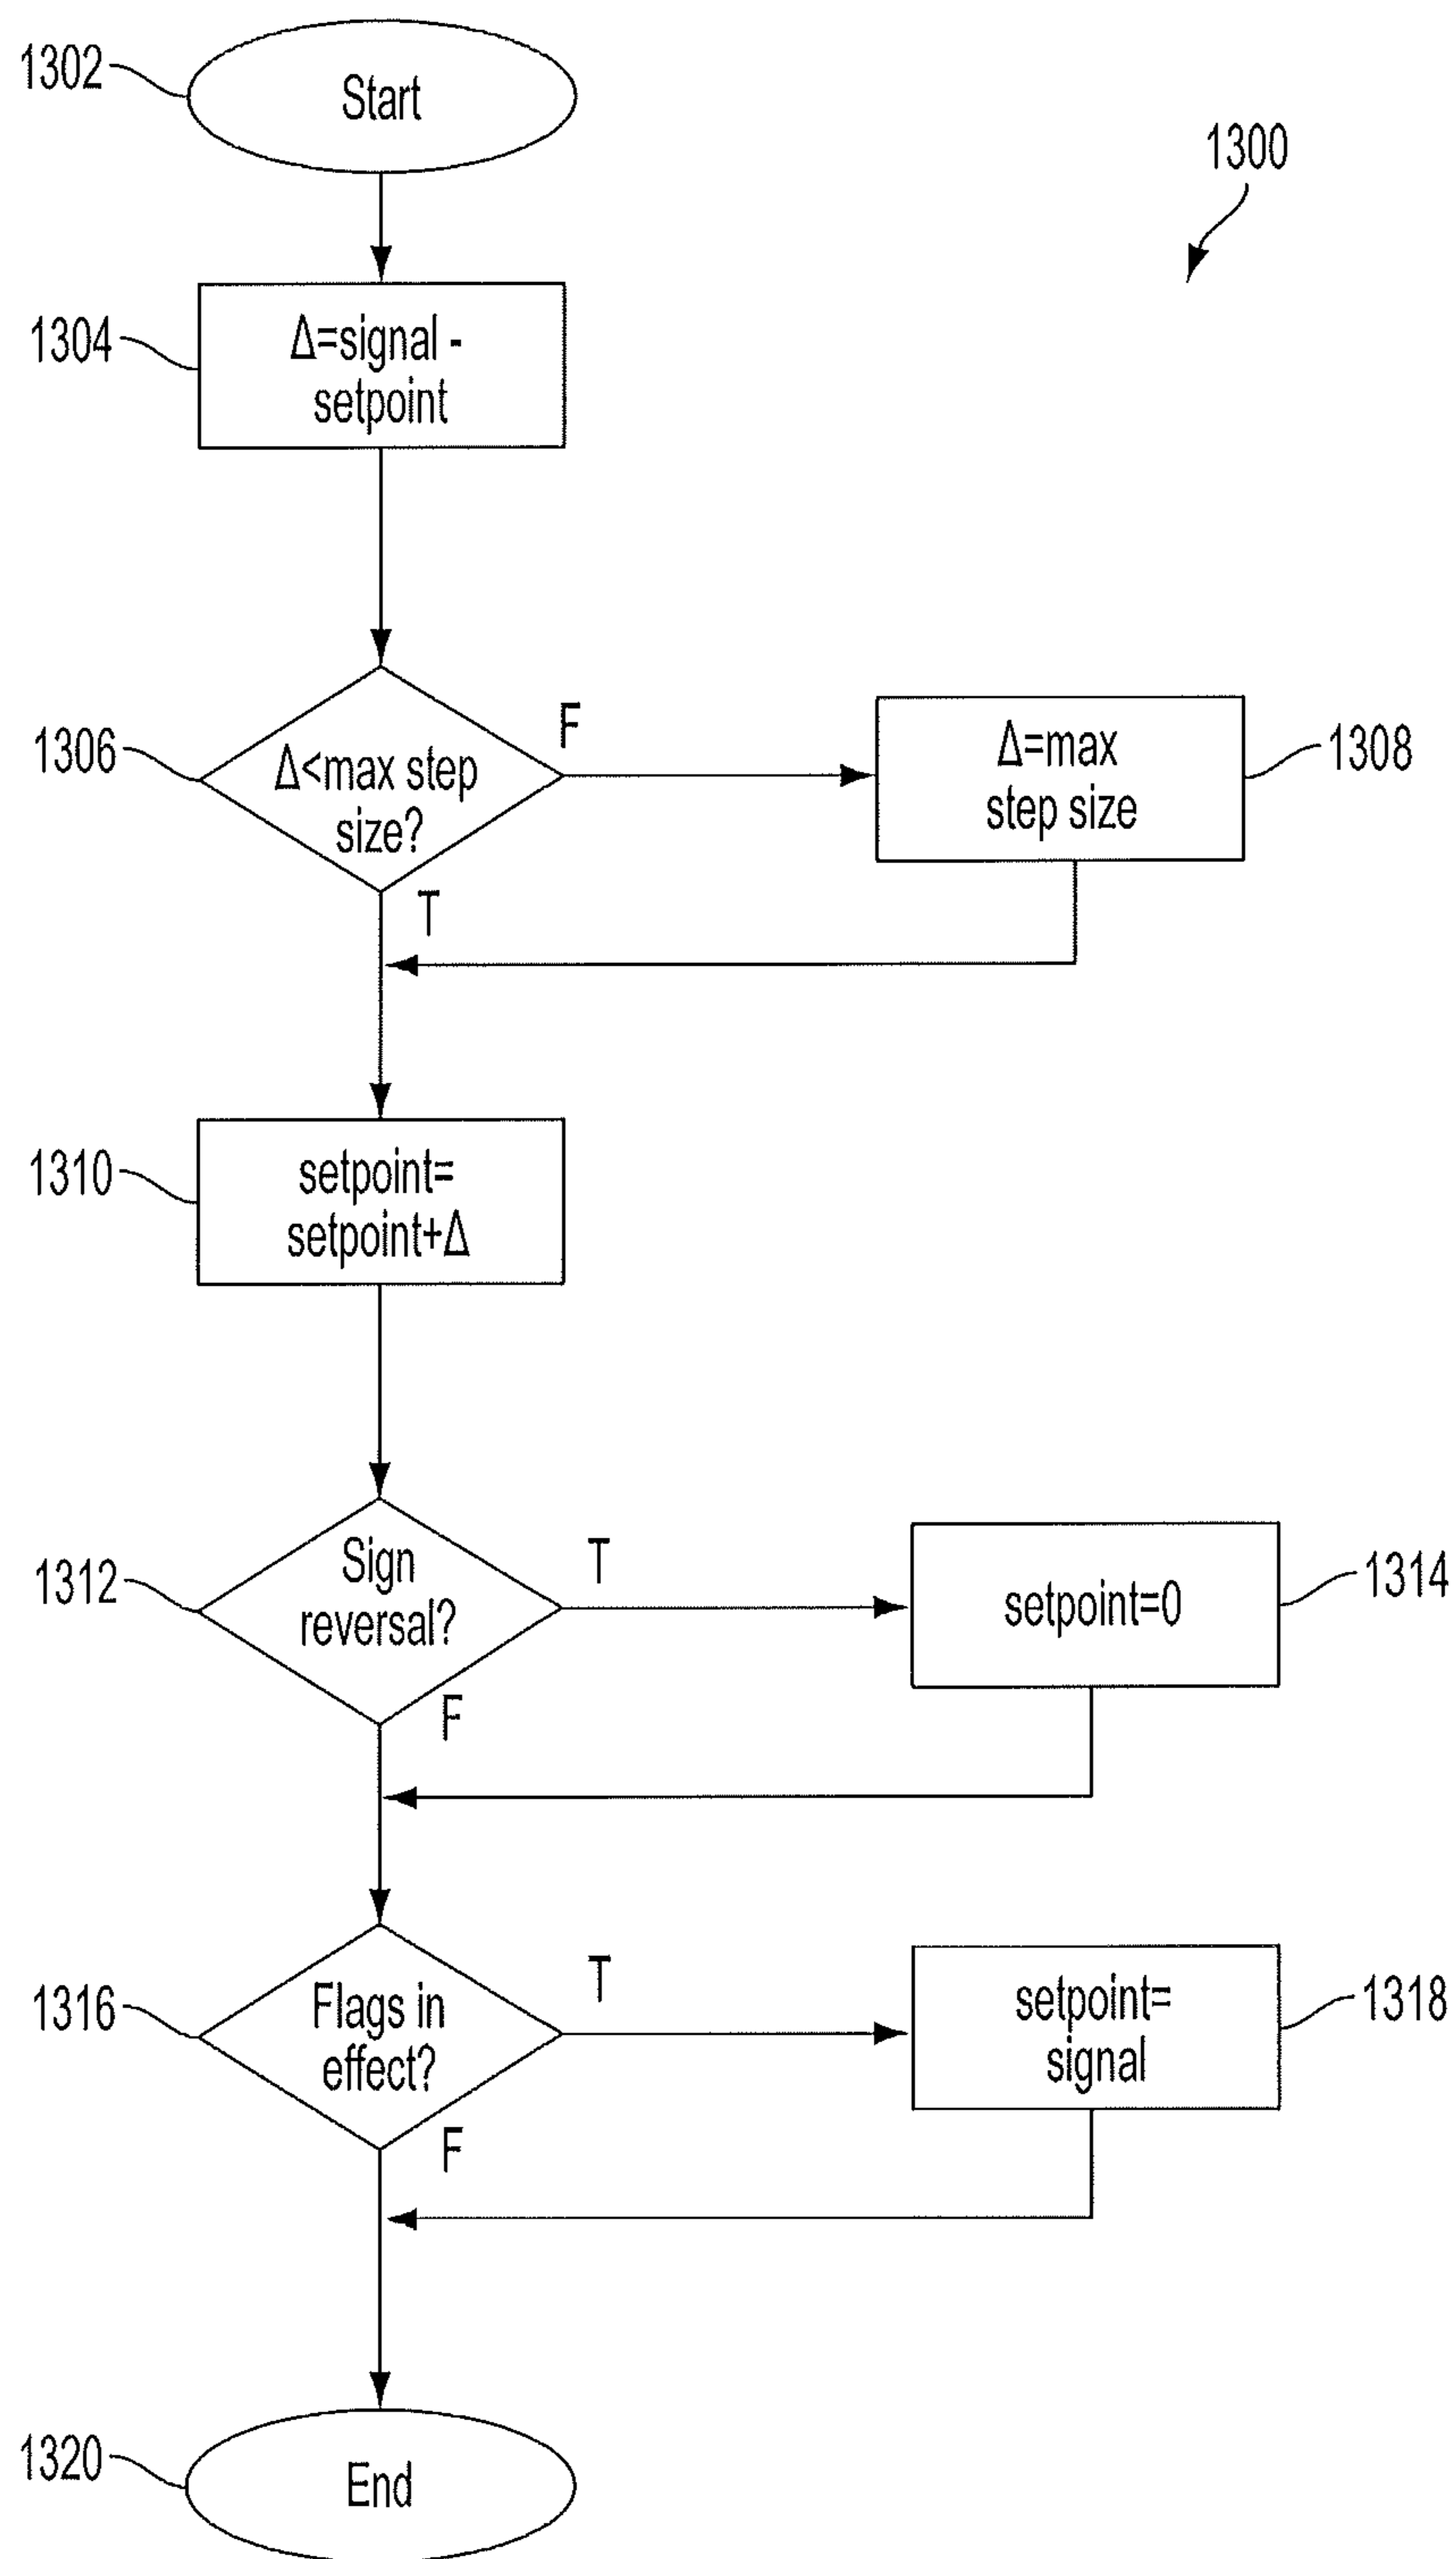 1302
Start
1300
1304
Δ=signal -
setpoint
1306
Δ<max step
size?
F
T
Δ=max
step size
1308
1310
setpoint=
setpoint+Δ
1312
Sign
reversal?
T
F
setpoint=0
1314
1316
Flags in
effect?
T
F
setpoint=
signal
1318
1320
End